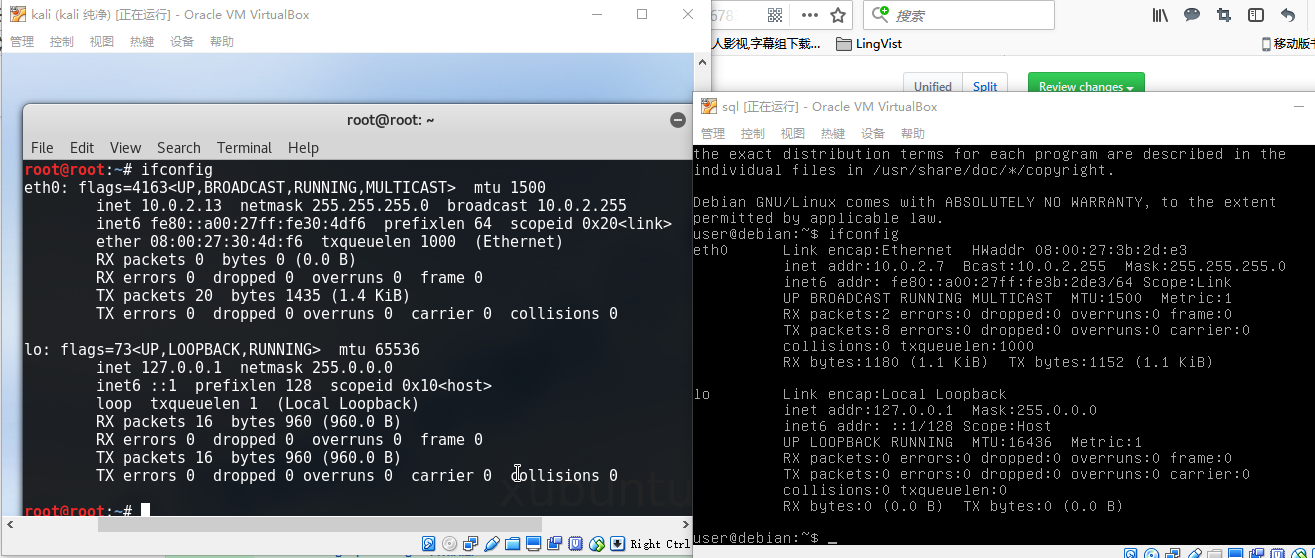 kali (kali 纯净) [正在运行] - Oracle VM VirtualBox
管理 控制 视图 热键 设备 帮助
root@root: ~
File Edit View Search Terminal Help
root@root:~# ifconfig
eth0: flags=4163<UP,BROADCAST,RUNNING,MULTICAST>  mtu 1500
inet 10.0.2.13  netmask 255.255.255.0  broadcast 10.0.2.255
inet6 fe80::a00:27ff:fe30:4df6  prefixlen 64  scopeid 0x20<link>
ether 08:00:27:30:4d:f6  txqueuelen 1000  (Ethernet)
RX packets 0  bytes 0 (0.0 B)
RX errors 0  dropped 0  overruns 0  frame 0
TX packets 20  bytes 1435 (1.4 KiB)
TX errors 0  dropped 0 overruns 0  carrier 0  collisions 0
lo: flags=73<UP,LOOPBACK,RUNNING>  mtu 65536
inet 127.0.0.1  netmask 255.0.0.0
inet6 ::1  prefixlen 128  scopeid 0x10<host>
loop  txqueuelen 1  (Local Loopback)
RX packets 16  bytes 960 (960.0 B)
RX errors 0  dropped 0  overruns 0  frame 0
TX packets 16  bytes 960 (960.0 B)
TX errors 0  dropped 0 overruns 0  carrier 0  collisions 0
root@root:~#
xubuntu
Right Ctrl
678
搜索
人影视,字幕组下载... LingVist 移动版书
Unified Split Review changes
sql [正在运行] - Oracle VM VirtualBox
管理 控制 视图 热键 设备 帮助
the exact distribution terms for each program are described in the
individual files in /usr/share/doc/*/copyright.
Debian GNU/Linux comes with ABSOLUTELY NO WARRANTY, to the extent
permitted by applicable law.
user@debian:~$ ifconfig
eth0      Link encap:Ethernet  HWaddr 08:00:27:3b:2d:e3
inet addr:10.0.2.7  Bcast:10.0.2.255  Mask:255.255.255.0
inet6 addr: fe80::a00:27ff:fe3b:2de3/64 Scope:Link
UP BROADCAST RUNNING MULTICAST  MTU:1500  Metric:1
RX packets:2 errors:0 dropped:0 overruns:0 frame:0
TX packets:8 errors:0 dropped:0 overruns:0 carrier:0
collisions:0 txqueuelen:1000
RX bytes:1180 (1.1 KiB)  TX bytes:1152 (1.1 KiB)
lo        Link encap:Local Loopback
inet addr:127.0.0.1  Mask:255.0.0.0
inet6 addr: ::1/128 Scope:Host
UP LOOPBACK RUNNING  MTU:16436  Metric:1
RX packets:0 errors:0 dropped:0 overruns:0 frame:0
TX packets:0 errors:0 dropped:0 overruns:0 carrier:0
collisions:0 txqueuelen:0
RX bytes:0 (0.0 B)  TX bytes:0 (0.0 B)
user@debian:~$ _